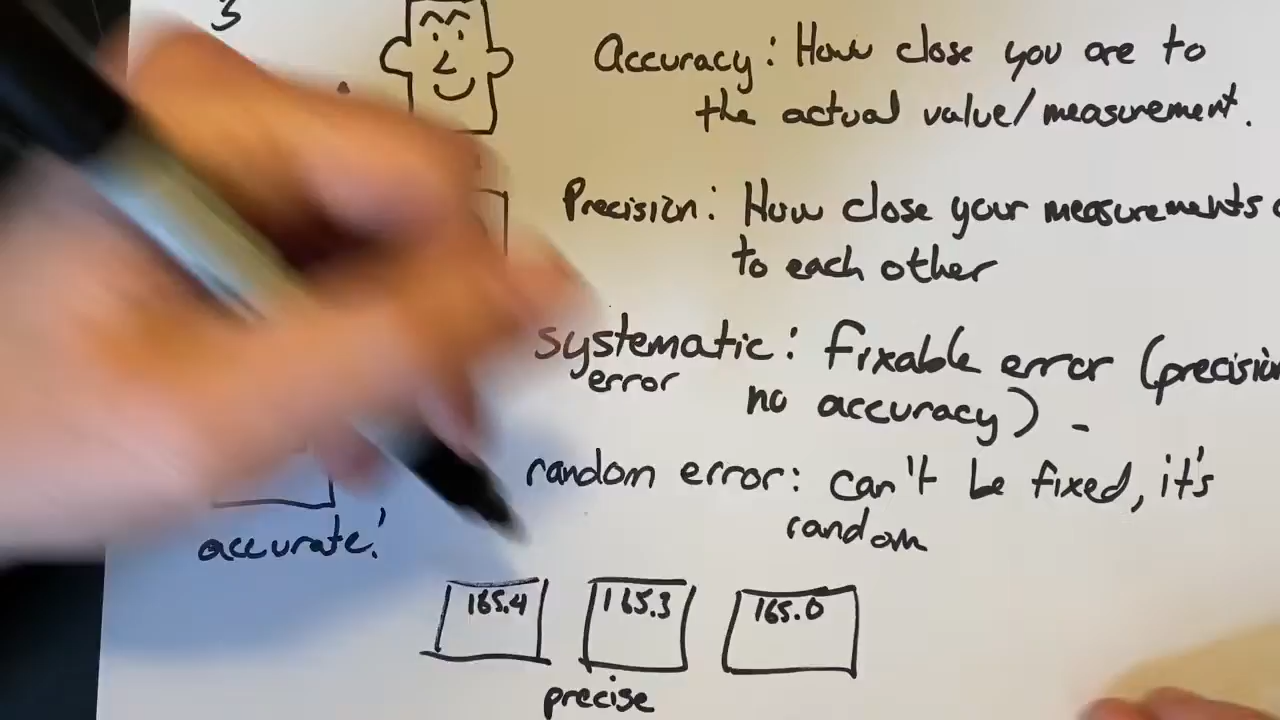 3
Accuracy: How close you are to
the actual value/measurement.
Precision: How close your measurements
to each other
systematic: fixable error (precision
error no accuracy) -
random error: can't be fixed, it's
random
accurate!
165.4 165.3 165.0
precise